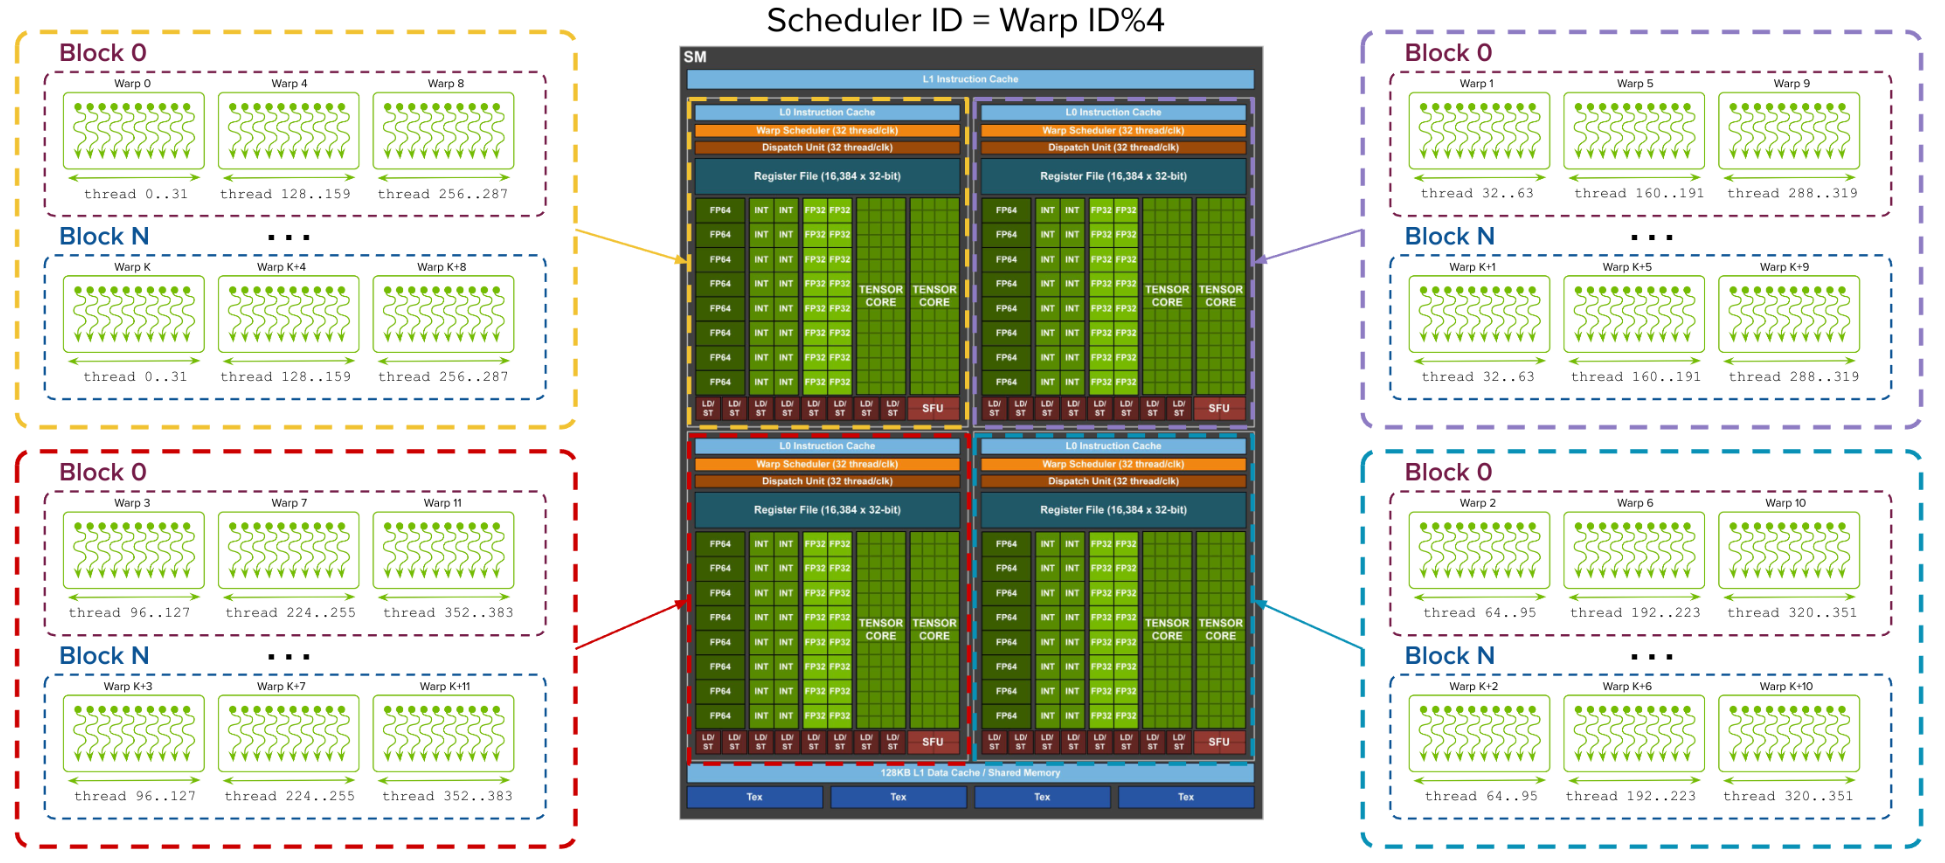 Scheduler ID = Warp ID%4
Block 0
Warp 0 Warp 4 Warp 8
thread 0..31 thread 128..159 thread 256..287
Block N ...
Warp K Warp K+4 Warp K+8
thread 0..31 thread 128..159 thread 256..287
Block 0
Warp 3 Warp 7 Warp 11
thread 96..127 thread 224..255 thread 352..383
Block N ...
Warp K+3 Warp K+7 Warp K+11
thread 96..127 thread 224..255 thread 352..383
SM
L1 Instruction Cache
L0 Instruction Cache
Warp Scheduler (32 thread/clk)
Dispatch Unit (32 thread/clk)
Register File (16,384 x 32-bit)
FP64 INT INT FP32 FP32
FP64 INT INT FP32 FP32
FP64 INT INT FP32 FP32
FP64 INT INT FP32 FP32
TENSOR CORE TENSOR CORE
FP64 INT INT FP32 FP32
FP64 INT INT FP32 FP32
FP64 INT INT FP32 FP32
FP64 INT INT FP32 FP32
LD/ST LD/ST LD/ST LD/ST LD/ST LD/ST LD/ST LD/ST SFU
L0 Instruction Cache
Warp Scheduler (32 thread/clk)
Dispatch Unit (32 thread/clk)
Register File (16,384 x 32-bit)
FP64 INT INT FP32 FP32
FP64 INT INT FP32 FP32
FP64 INT INT FP32 FP32
FP64 INT INT FP32 FP32
TENSOR CORE TENSOR CORE
FP64 INT INT FP32 FP32
FP64 INT INT FP32 FP32
FP64 INT INT FP32 FP32
FP64 INT INT FP32 FP32
LD/ST LD/ST LD/ST LD/ST LD/ST LD/ST LD/ST LD/ST SFU
L0 Instruction Cache
Warp Scheduler (32 thread/clk)
Dispatch Unit (32 thread/clk)
Register File (16,384 x 32-bit)
FP64 INT INT FP32 FP32
FP64 INT INT FP32 FP32
FP64 INT INT FP32 FP32
FP64 INT INT FP32 FP32
TENSOR CORE TENSOR CORE
FP64 INT INT FP32 FP32
FP64 INT INT FP32 FP32
FP64 INT INT FP32 FP32
FP64 INT INT FP32 FP32
LD/ST LD/ST LD/ST LD/ST LD/ST LD/ST LD/ST LD/ST SFU
L0 Instruction Cache
Warp Scheduler (32 thread/clk)
Dispatch Unit (32 thread/clk)
Register File (16,384 x 32-bit)
FP64 INT INT FP32 FP32
FP64 INT INT FP32 FP32
FP64 INT INT FP32 FP32
FP64 INT INT FP32 FP32
TENSOR CORE TENSOR CORE
FP64 INT INT FP32 FP32
FP64 INT INT FP32 FP32
FP64 INT INT FP32 FP32
FP64 INT INT FP32 FP32
LD/ST LD/ST LD/ST LD/ST LD/ST LD/ST LD/ST LD/ST SFU
128KB L1 Data Cache / Shared Memory
Tex Tex Tex Tex
Block 0
Warp 1 Warp 5 Warp 9
thread 32..63 thread 160..191 thread 288..319
Block N ...
Warp K+1 Warp K+5 Warp K+9
thread 32..63 thread 160..191 thread 288..319
Block 0
Warp 2 Warp 6 Warp 10
thread 64..95 thread 192..223 thread 320..351
Block N ...
Warp K+2 Warp K+6 Warp K+10
thread 64..95 thread 192..223 thread 320..351